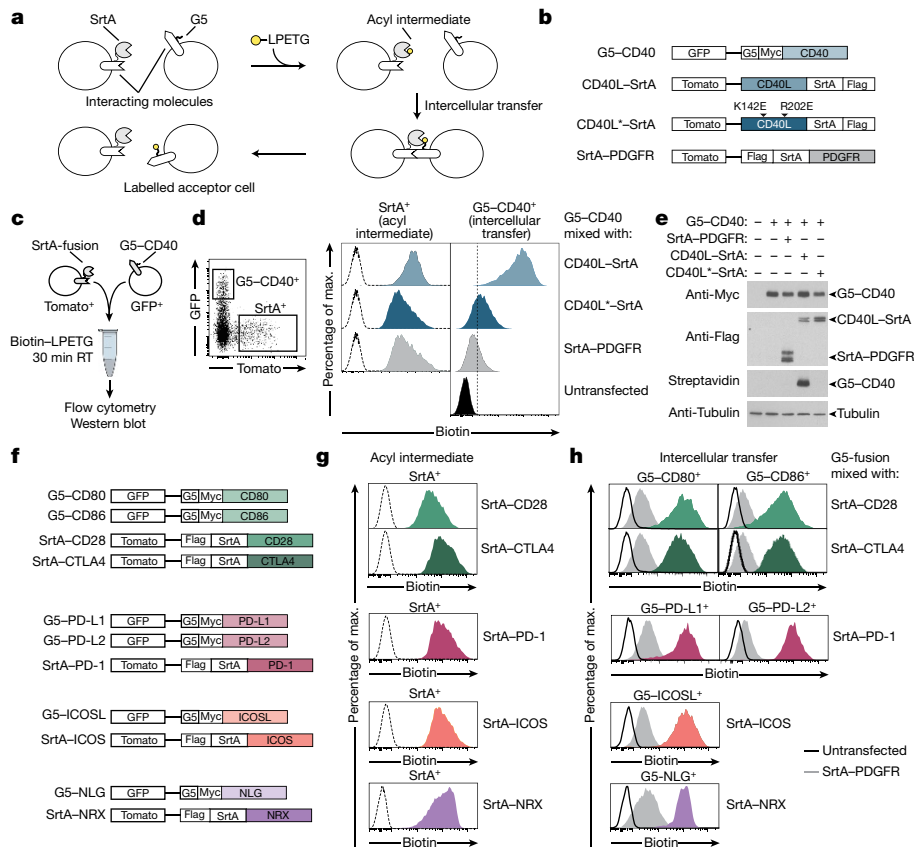 a
SrtA
G5
LPETG
Acyl intermediate
Interacting molecules
Intercellular transfer
Labelled acceptor cell
b
G5–CD40
GFP
G5
Myc
CD40
CD40L–SrtA
Tomato
CD40L
SrtA
Flag
K142E
R202E
CD40L*–SrtA
Tomato
CD40L
SrtA
Flag
SrtA–PDGFR
Tomato
Flag
SrtA
PDGFR
c
SrtA-fusion
G5–CD40
Tomato+
GFP+
Biotin–LPETG
30 min RT
Flow cytometry
Western blot
d
GFP
G5–CD40+
SrtA+
Tomato
SrtA+
(acyl
intermediate)
G5–CD40+
(intercellular
transfer)
G5–CD40
mixed with:
Percentage of max.
CD40L–SrtA
CD40L*–SrtA
SrtA–PDGFR
Untransfected
Biotin
e
G5–CD40: – + + + +
SrtA–PDGFR: – – + – –
CD40L–SrtA: – – – + –
CD40L*–SrtA: – – – – +
Anti-Myc
G5–CD40
Anti-Flag
CD40L–SrtA
SrtA–PDGFR
Streptavidin
G5–CD40
Anti-Tubulin
Tubulin
f
G5–CD80
GFP
G5
Myc
CD80
G5–CD86
GFP
G5
Myc
CD86
SrtA–CD28
Tomato
Flag
SrtA
CD28
SrtA–CTLA4
Tomato
Flag
SrtA
CTLA4
G5–PD-L1
GFP
G5
Myc
PD-L1
G5–PD-L2
GFP
G5
Myc
PD-L2
SrtA–PD-1
Tomato
Flag
SrtA
PD-1
G5–ICOSL
GFP
G5
Myc
ICOSL
SrtA–ICOS
Tomato
Flag
SrtA
ICOS
G5–NLG
GFP
G5
Myc
NLG
SrtA–NRX
Tomato
Flag
SrtA
NRX
g
Acyl intermediate
SrtA+
SrtA–CD28
SrtA–CTLA4
Biotin
SrtA+
SrtA–PD-1
Biotin
SrtA+
SrtA–ICOS
Biotin
SrtA+
SrtA–NRX
Biotin
Percentage of max.
h
Intercellular transfer
G5–CD80+
G5–CD86+
G5-fusion
mixed with:
SrtA–CD28
SrtA–CTLA4
Biotin
G5–PD-L1+
G5–PD-L2+
SrtA–PD-1
Biotin
G5–ICOSL+
SrtA–ICOS
Biotin
G5-NLG+
SrtA–NRX
Biotin
Percentage of max.
Untransfected
SrtA–PDGFR